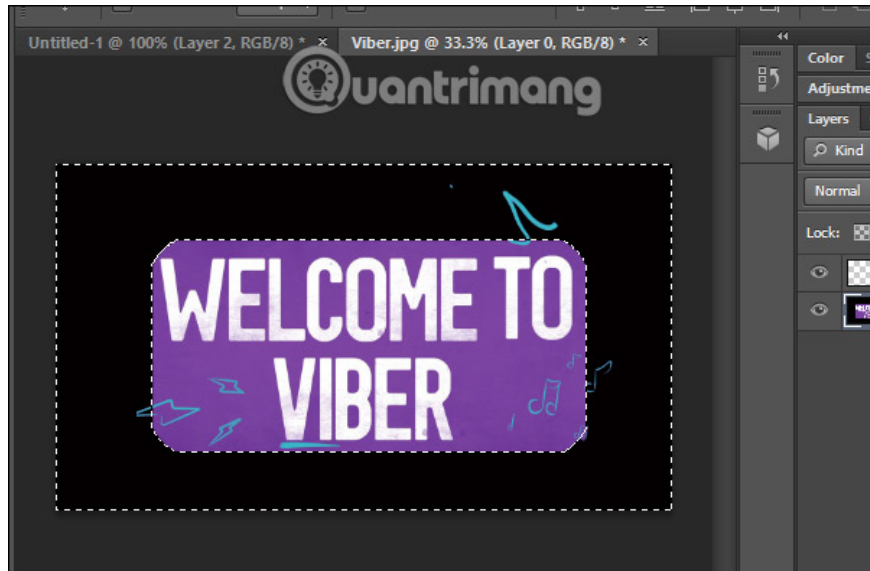 Untitled-1 @ 100% (Layer 2, RGB/8) * × Viber.jpg @ 33.3% (Layer 0, RGB/8) * ×
Quantrimang
Color
Adjustme
Layers
Kind
Normal
Lock:
WELCOME TO
VIBER